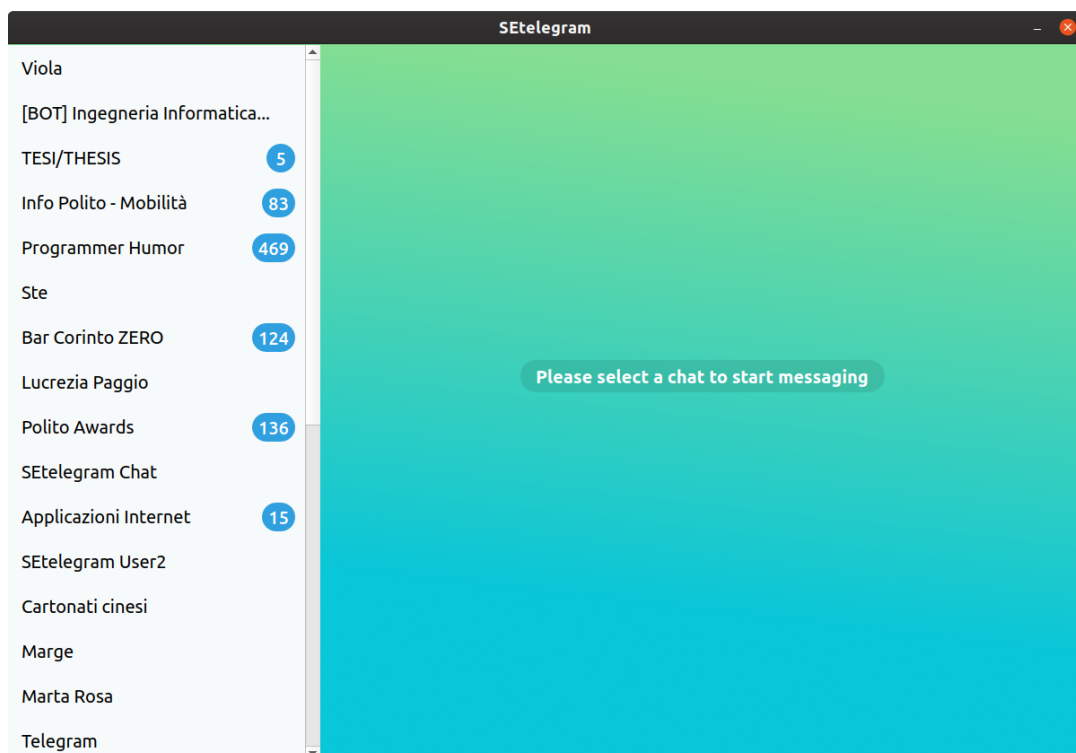 SEtelegram
Viola
[BOT] Ingegneria Informatica...
TESI/THESIS 5
Info Polito - Mobilità 83
Programmer Humor 469
Ste
Bar Corinto ZERO 124
Please select a chat to start messaging
Lucrezia Paggio
Polito Awards 136
SEtelegram Chat
Applicazioni Internet 15
SEtelegram User2
Cartonati cinesi
Marge
Marta Rosa
Telegram